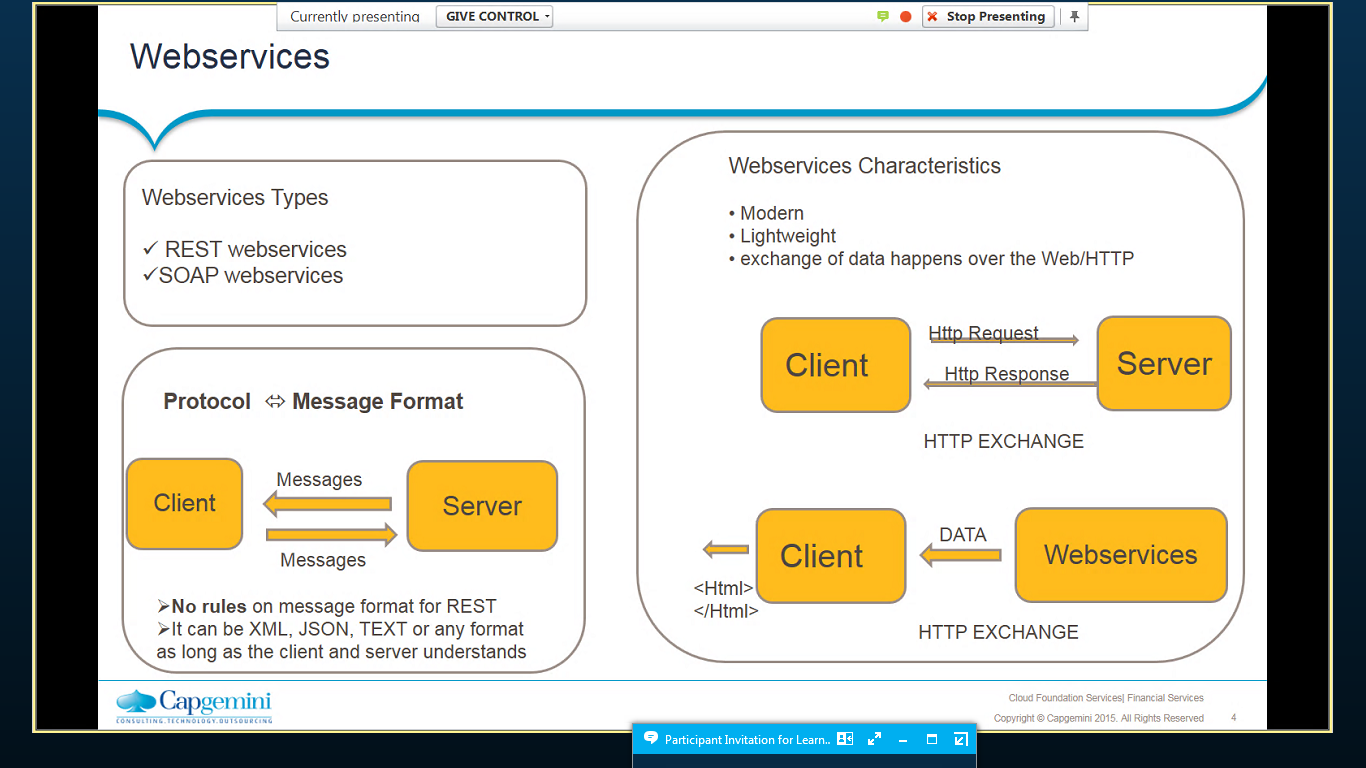 Currently presenting
GIVE CONTROL
Stop Presenting
Webservices
Webservices Types
REST webservices
SOAP webservices
Protocol ⬄ Message Format
Client
Messages
Server
Messages
No rules on message format for REST
It can be XML, JSON, TEXT or any format
as long as the client and server understands
Webservices Characteristics
• Modern
• Lightweight
• exchange of data happens over the Web/HTTP
Client
Http Request
Http Response
Server
HTTP EXCHANGE
<Html>
</Html>
Client
DATA
Webservices
HTTP EXCHANGE
Capgemini
CONSULTING.TECHNOLOGY.OUTSOURCING
Cloud Foundation Services| Financial Services
Copyright © Capgemini 2015. All Rights Reserved 4
Participant Invitation for Learn..